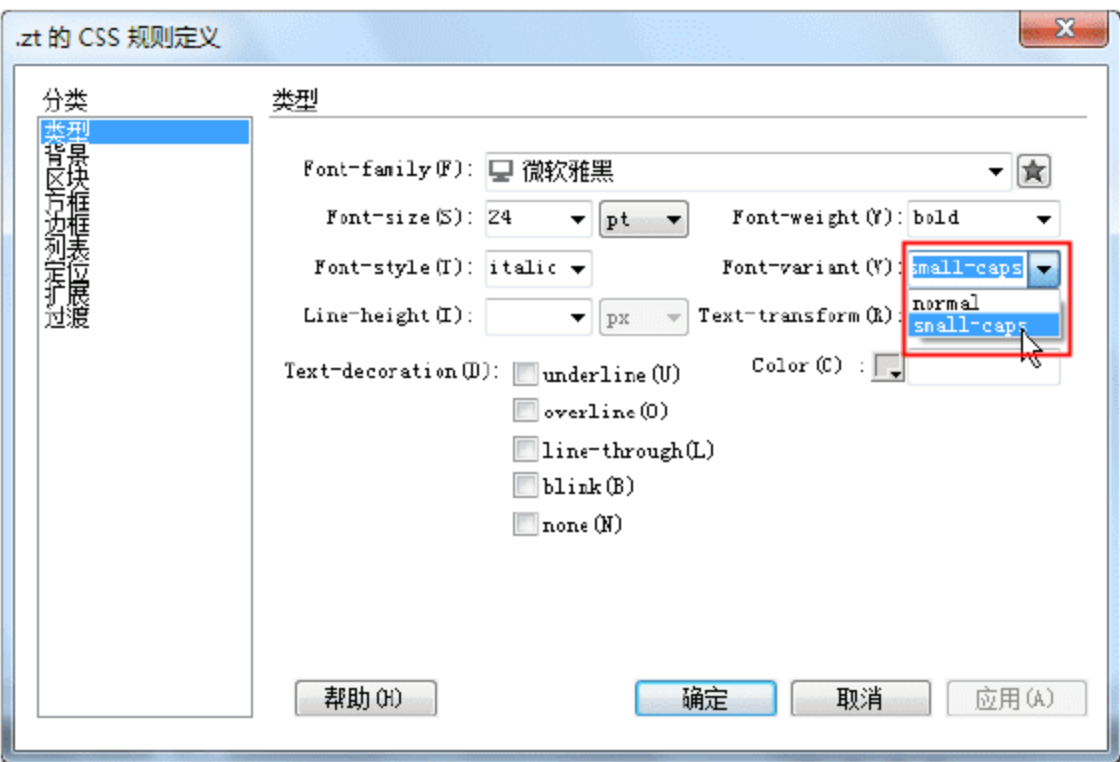 .zt 的 CSS 规则定义
分类
类型
背景
区块
方框
边框
列表
定位
扩展
过渡
类型
Font-family(F): 微软雅黑
Font-size(S): 24 pt Font-weight(Y): bold
Font-style(T): italic Font-variant(V): small-caps
normal
small-caps
Line-height(I): px Text-transform(R):
Text-decoration(D): underline(U) Color(C) :
overline(O)
line-through(L)
blink(B)
none(N)
帮助(H) 确定 取消 应用(A)